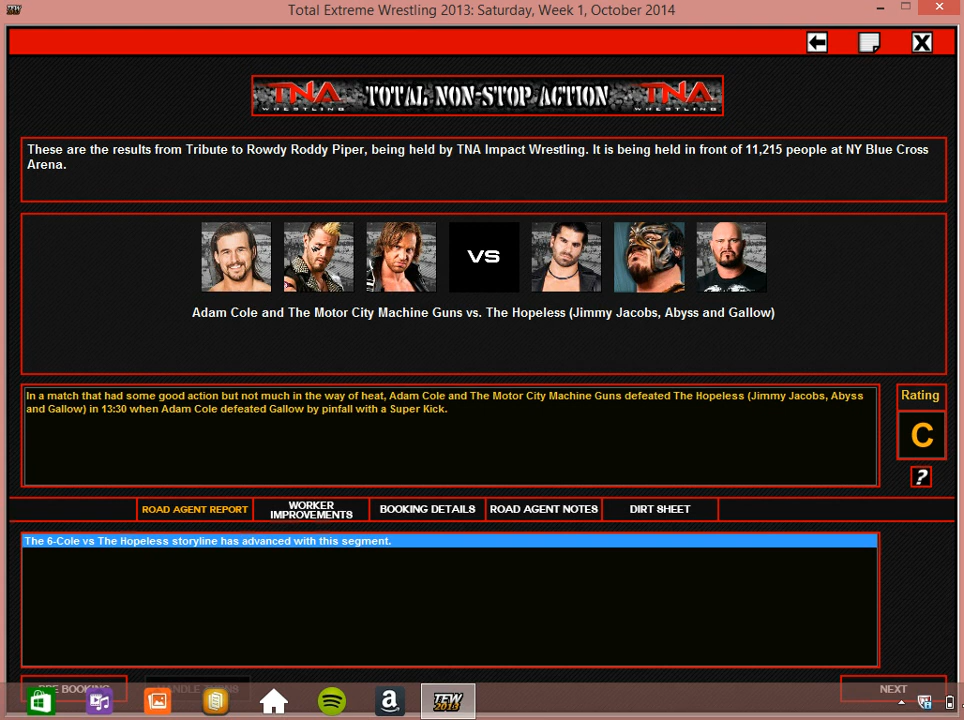 Total Extreme Wrestling 2013: Saturday, Week 1, October 2014
TNA WRESTLING TOTAL NON-STOP ACTION TNA WRESTLING
These are the results from Tribute to Rowdy Roddy Piper, being held by TNA Impact Wrestling. It is being held in front of 11,215 people at NY Blue Cross
Arena.
VS
Adam Cole and The Motor City Machine Guns vs. The Hopeless (Jimmy Jacobs, Abyss and Gallow)
In a match that had some good action but not much in the way of heat, Adam Cole and The Motor City Machine Guns defeated The Hopeless (Jimmy Jacobs, Abyss
and Gallow) in 13:30 when Adam Cole defeated Gallow by pinfall with a Super Kick.
Rating
C
?
ROAD AGENT REPORT
WORKER
IMPROVEMENTS
BOOKING DETAILS
ROAD AGENT NOTES
DIRT SHEET
The 6-Cole vs The Hopeless storyline has advanced with this segment.
BOOKING
NEXT
a
TEW
2013